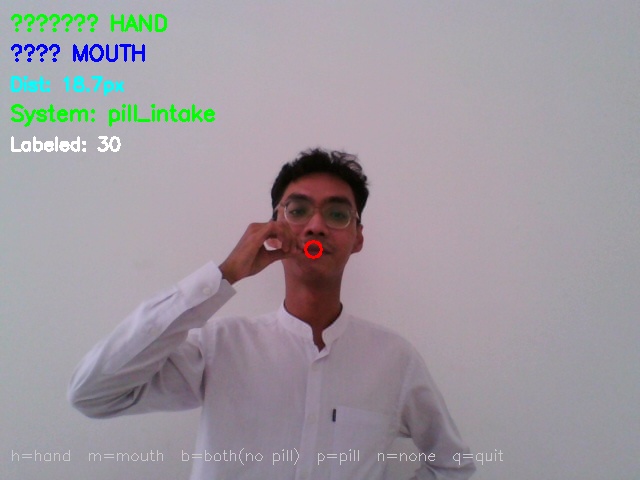 ??????? HAND
???? MOUTH
Dist: 18.7px
System: pill_intake
Labeled: 30
h=hand m=mouth b=both(no pill) p=pill n=none q=quit